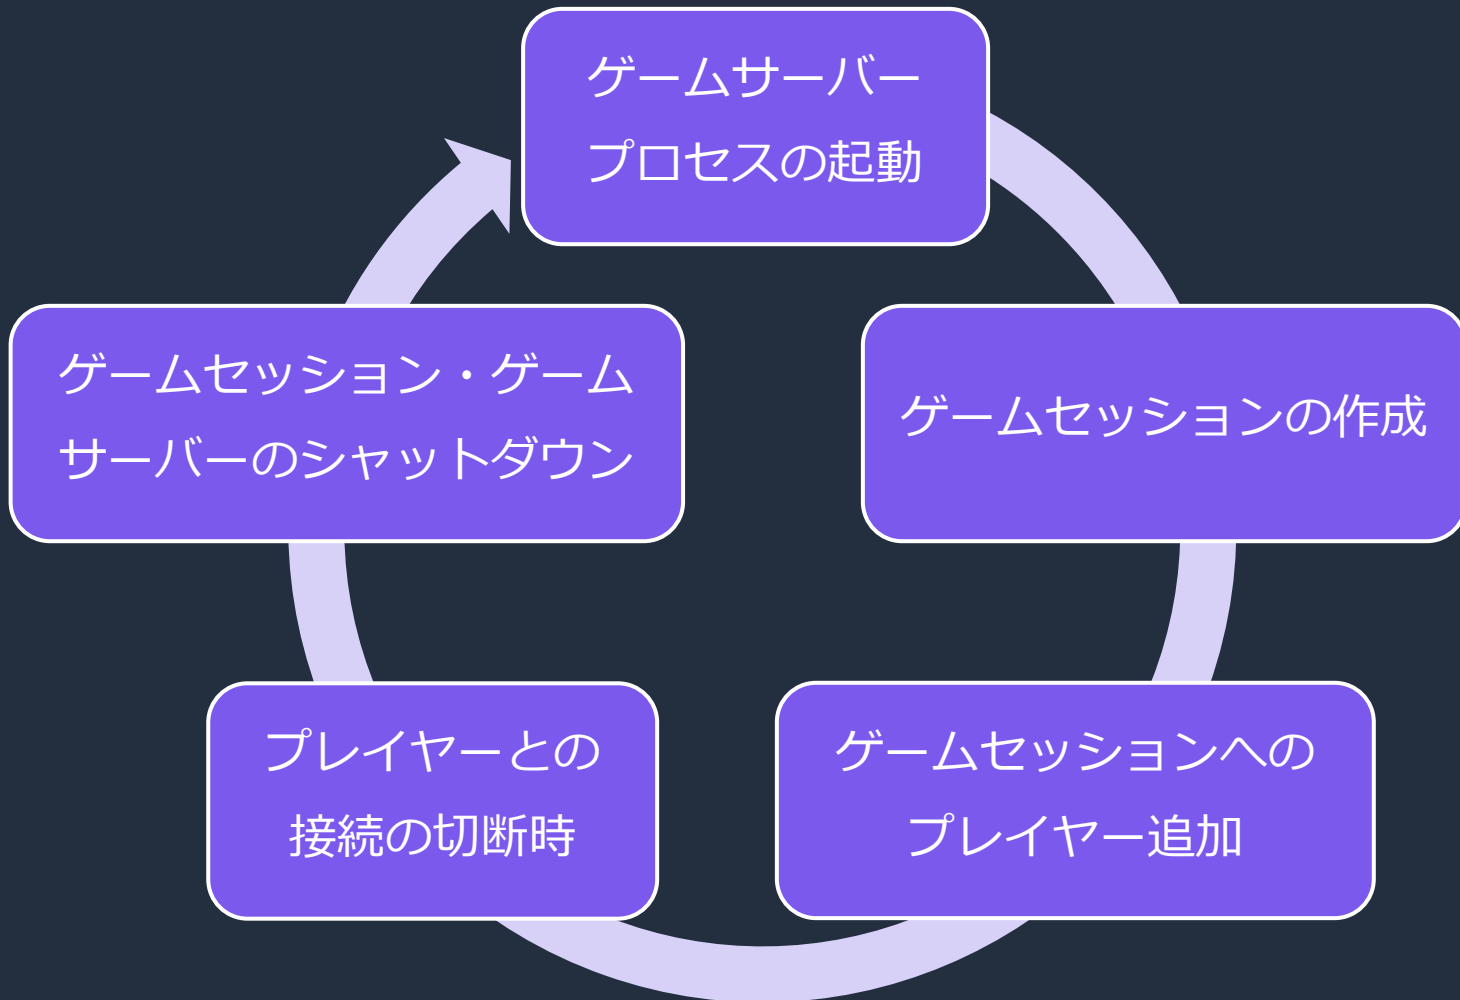 ゲームサーバー
プロセスの起動
ゲームセッションの作成
ゲームセッションへの
プレイヤー追加
プレイヤーとの
接続の切断時
ゲームセッション・ゲーム
サーバーのシャットダウン